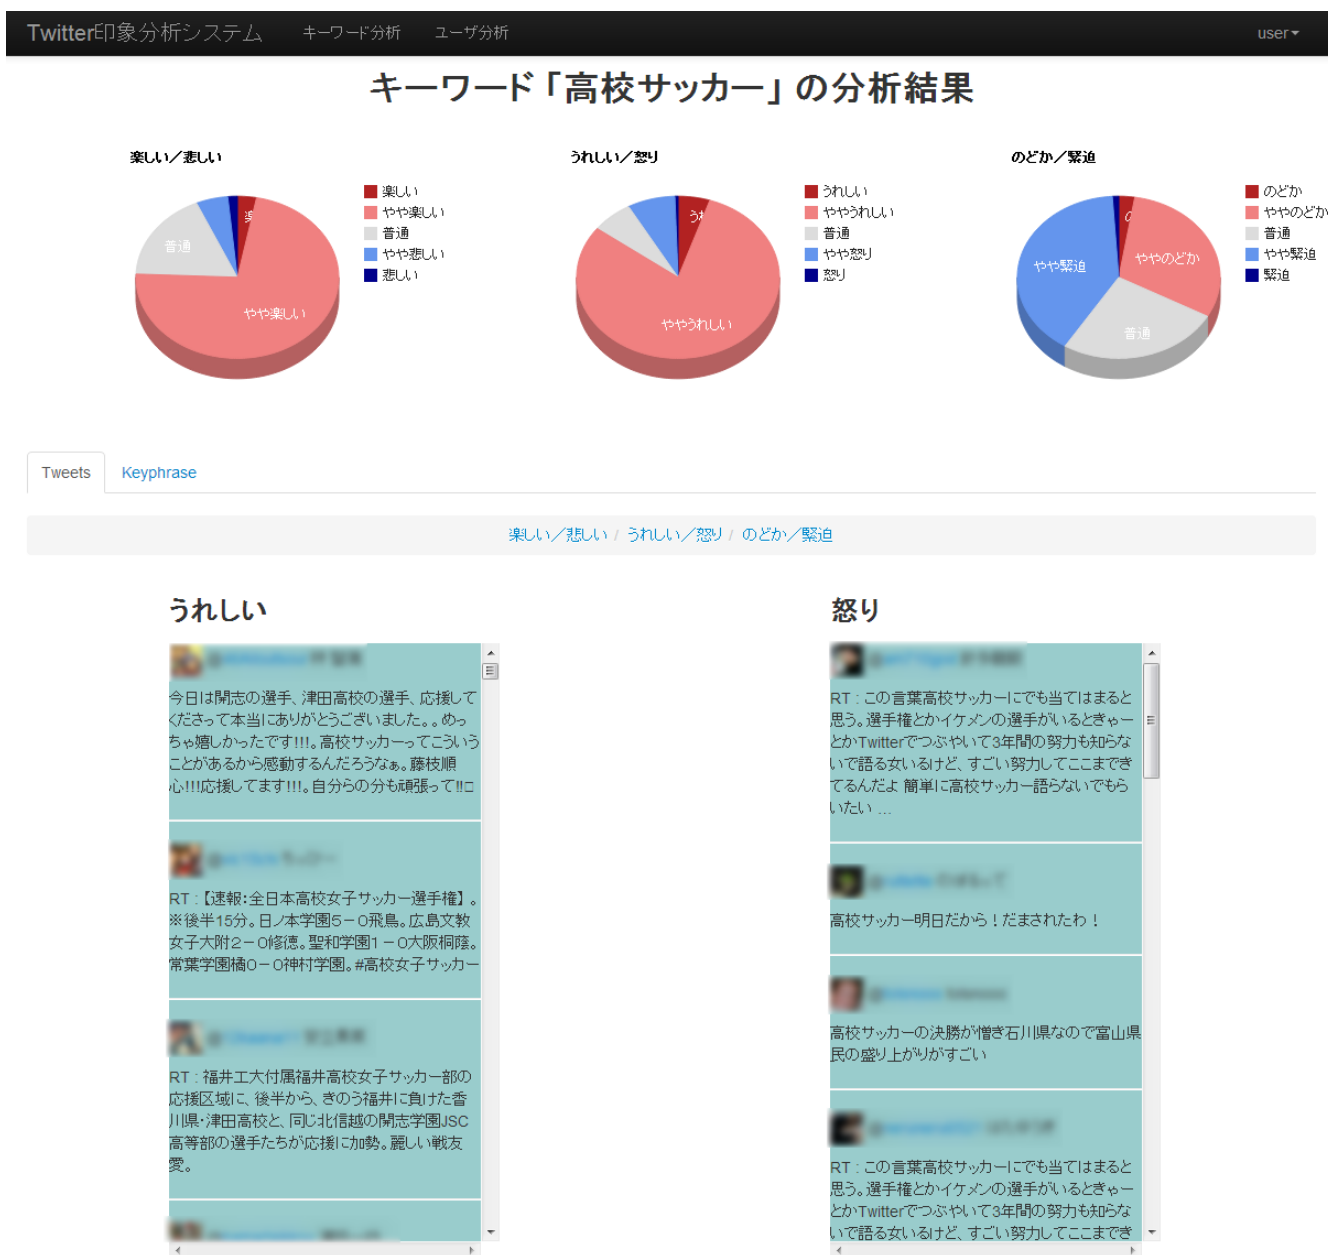 Twitter印象分析システム キーワード分析 ユーザ分析 user
キーワード「高校サッカー」の分析結果
楽しい／悲しい
楽しい
やや楽しい
普通
やや悲しい
悲しい
普通
やや楽しい
うれしい／怒り
うれしい
ややうれしい
普通
やや怒り
怒り
ややうれしい
のどか／緊迫
のどか
ややのどか
普通
やや緊迫
緊迫
やや緊迫
ややのどか
普通
Tweets Keyphrase
楽しい／悲しい / うれしい／怒り / のどか／緊迫
うれしい
今日は開志の選手、津田高校の選手、応援して
くださって本当にありがとうございました。。めっ
ちゃ嬉しかったです!!!。高校サッカーってこういう
ことがあるから感動するんだろうなぁ。藤枝順
心!!!応援してます!!!。自分らの分も頑張って!!□
RT : 【速報:全日本高校女子サッカー選手権】。
※後半15分。日ノ本学園5－0飛鳥。広島文教
女子大附2－0修徳。聖和学園1－0大阪桐蔭。
常葉学園橘0－0神村学園。#高校女子サッカー
RT : 福井工大付属福井高校女子サッカー部の
応援区域に、後半から、きのう福井に負けた香
川県・津田高校と、同じ北信越の開志学園JSC
高等部の選手たちが応援に加勢。麗しい戦友
愛。
怒り
RT : この言葉高校サッカーにでも当てはまると
思う。選手権とかイケメンの選手がいるときゃー
とかTwitterでつぶやいて3年間の努力も知らな
いで語る女いるけど、すごい努力してここまでき
てるんだよ 簡単に高校サッカー語らないでもら
いたい …
高校サッカー明日だから！だまされたわ！
高校サッカーの決勝が憎き石川県なので富山県
民の盛り上がりがすごい
RT : この言葉高校サッカーにでも当てはまると
思う。選手権とかイケメンの選手がいるときゃー
とかTwitterでつぶやいて3年間の努力も知らな
いで語る女いるけど、すごい努力してここまでき